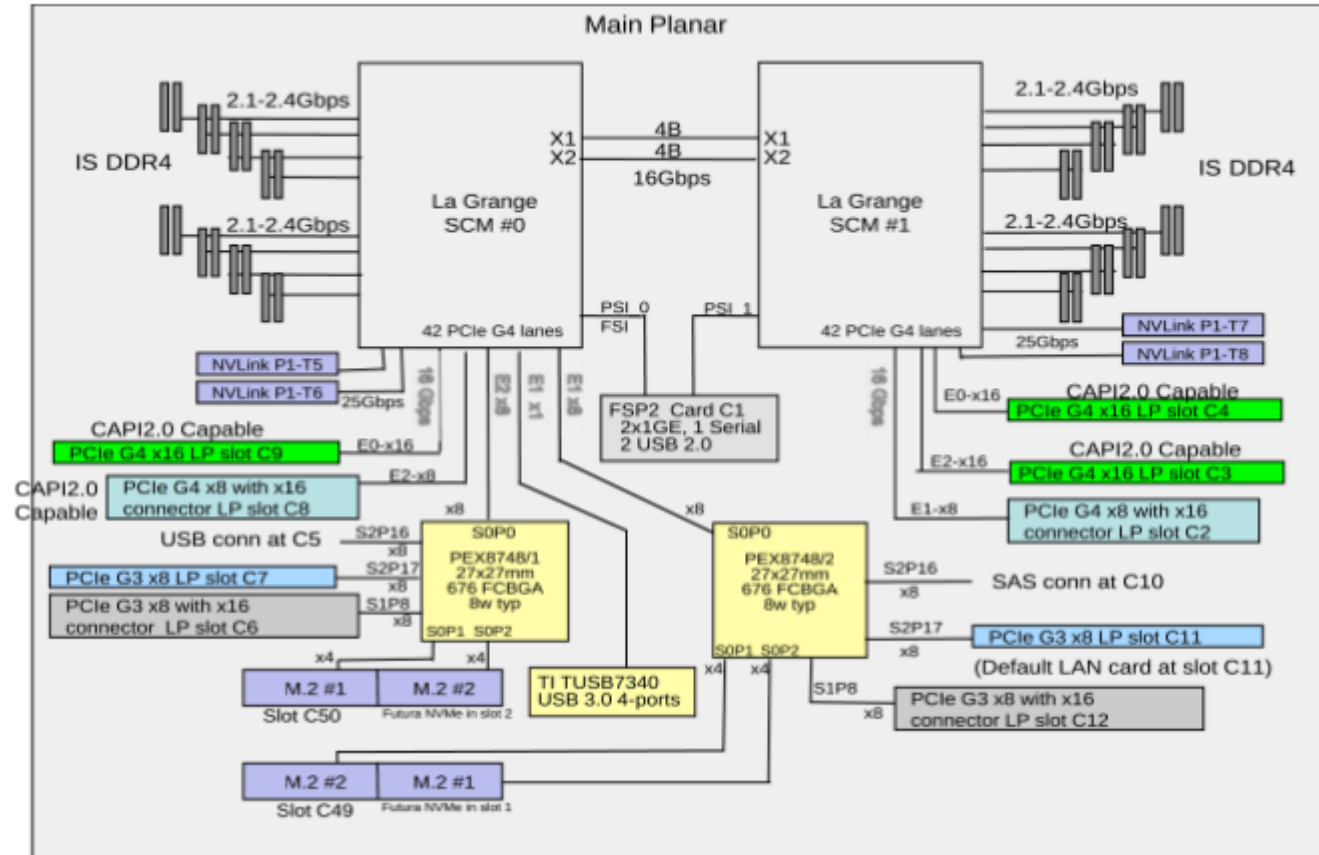 Main Planar
2.1-2.4Gbps
IS DDR4
2.1-2.4Gbps
La Grange
SCM #0
X1
X2
4B
4B
16Gbps
X1
X2
La Grange
SCM #1
2.1-2.4Gbps
IS DDR4
2.1-2.4Gbps
42 PCIe G4 lanes
PSI_0
FSI
PSI_1
42 PCIe G4 lanes
NVLink P1-T5
NVLink P1-T6
25Gbps
16 Gbps
E2 x8
E1 x1
E1 x8
16 Gbps
25Gbps
NVLink P1-T7
NVLink P1-T8
FSP2 Card C1
2x1GE, 1 Serial
2 USB 2.0
CAPI2.0 Capable
PCIe G4 x16 LP slot C9
E0-x16
CAPI2.0
Capable
PCIe G4 x8 with x16
connector LP slot C8
E2-x8
E0-x16
CAPI2.0 Capable
PCIe G4 x16 LP slot C4
E2-x16
CAPI2.0 Capable
PCIe G4 x16 LP slot C3
E1-x8
PCIe G4 x8 with x16
connector LP slot C2
x8
x8
USB conn at C5
S2P16
x8
PCIe G3 x8 LP slot C7
S2P17
x8
PCIe G3 x8 with x16
connector LP slot C6
S1P8
x8
S0P0
PEX8748/1
27x27mm
676 FCBGA
8w typ
S0P1 S0P2
x4
x4
S0P0
PEX8748/2
27x27mm
676 FCBGA
8w typ
S0P1 S0P2
x4
x4
S2P16
x8
SAS conn at C10
S2P17
x8
PCIe G3 x8 LP slot C11
(Default LAN card at slot C11)
S1P8
x8
PCIe G3 x8 with x16
connector LP slot C12
M.2 #1
M.2 #2
Slot C50
Futura NVMe in slot 2
TI TUSB7340
USB 3.0 4-ports
M.2 #2
M.2 #1
Slot C49
Futura NVMe in slot 1